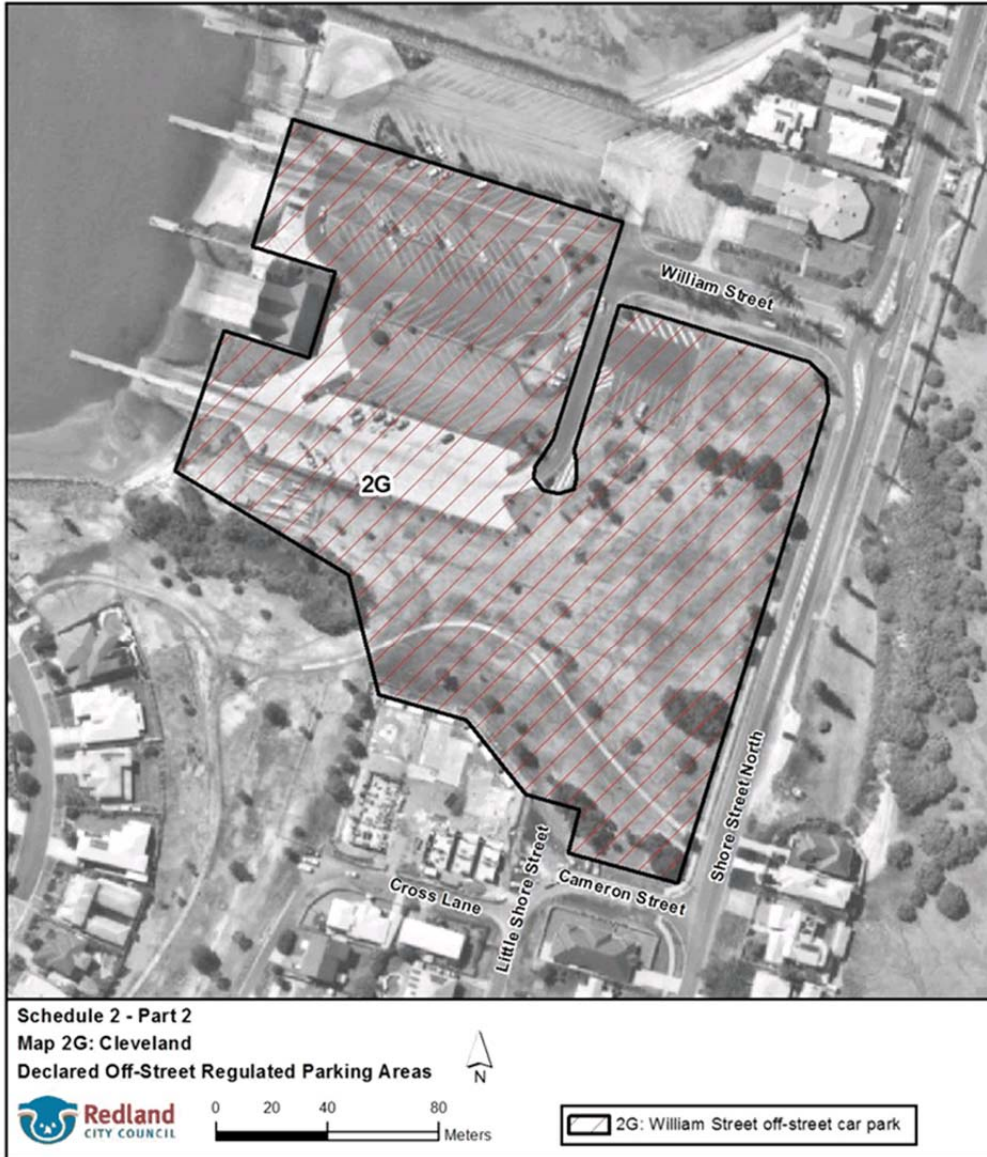 William Street
2G
Shore Street North
Little Shore Street
Cameron Street
Cross Lane
Schedule 2 - Part 2
Map 2G: Cleveland
Declared Off-Street Regulated Parking Areas
N
Redland
CITY COUNCIL
0 20 40 80
Meters
2G: William Street off-street car park